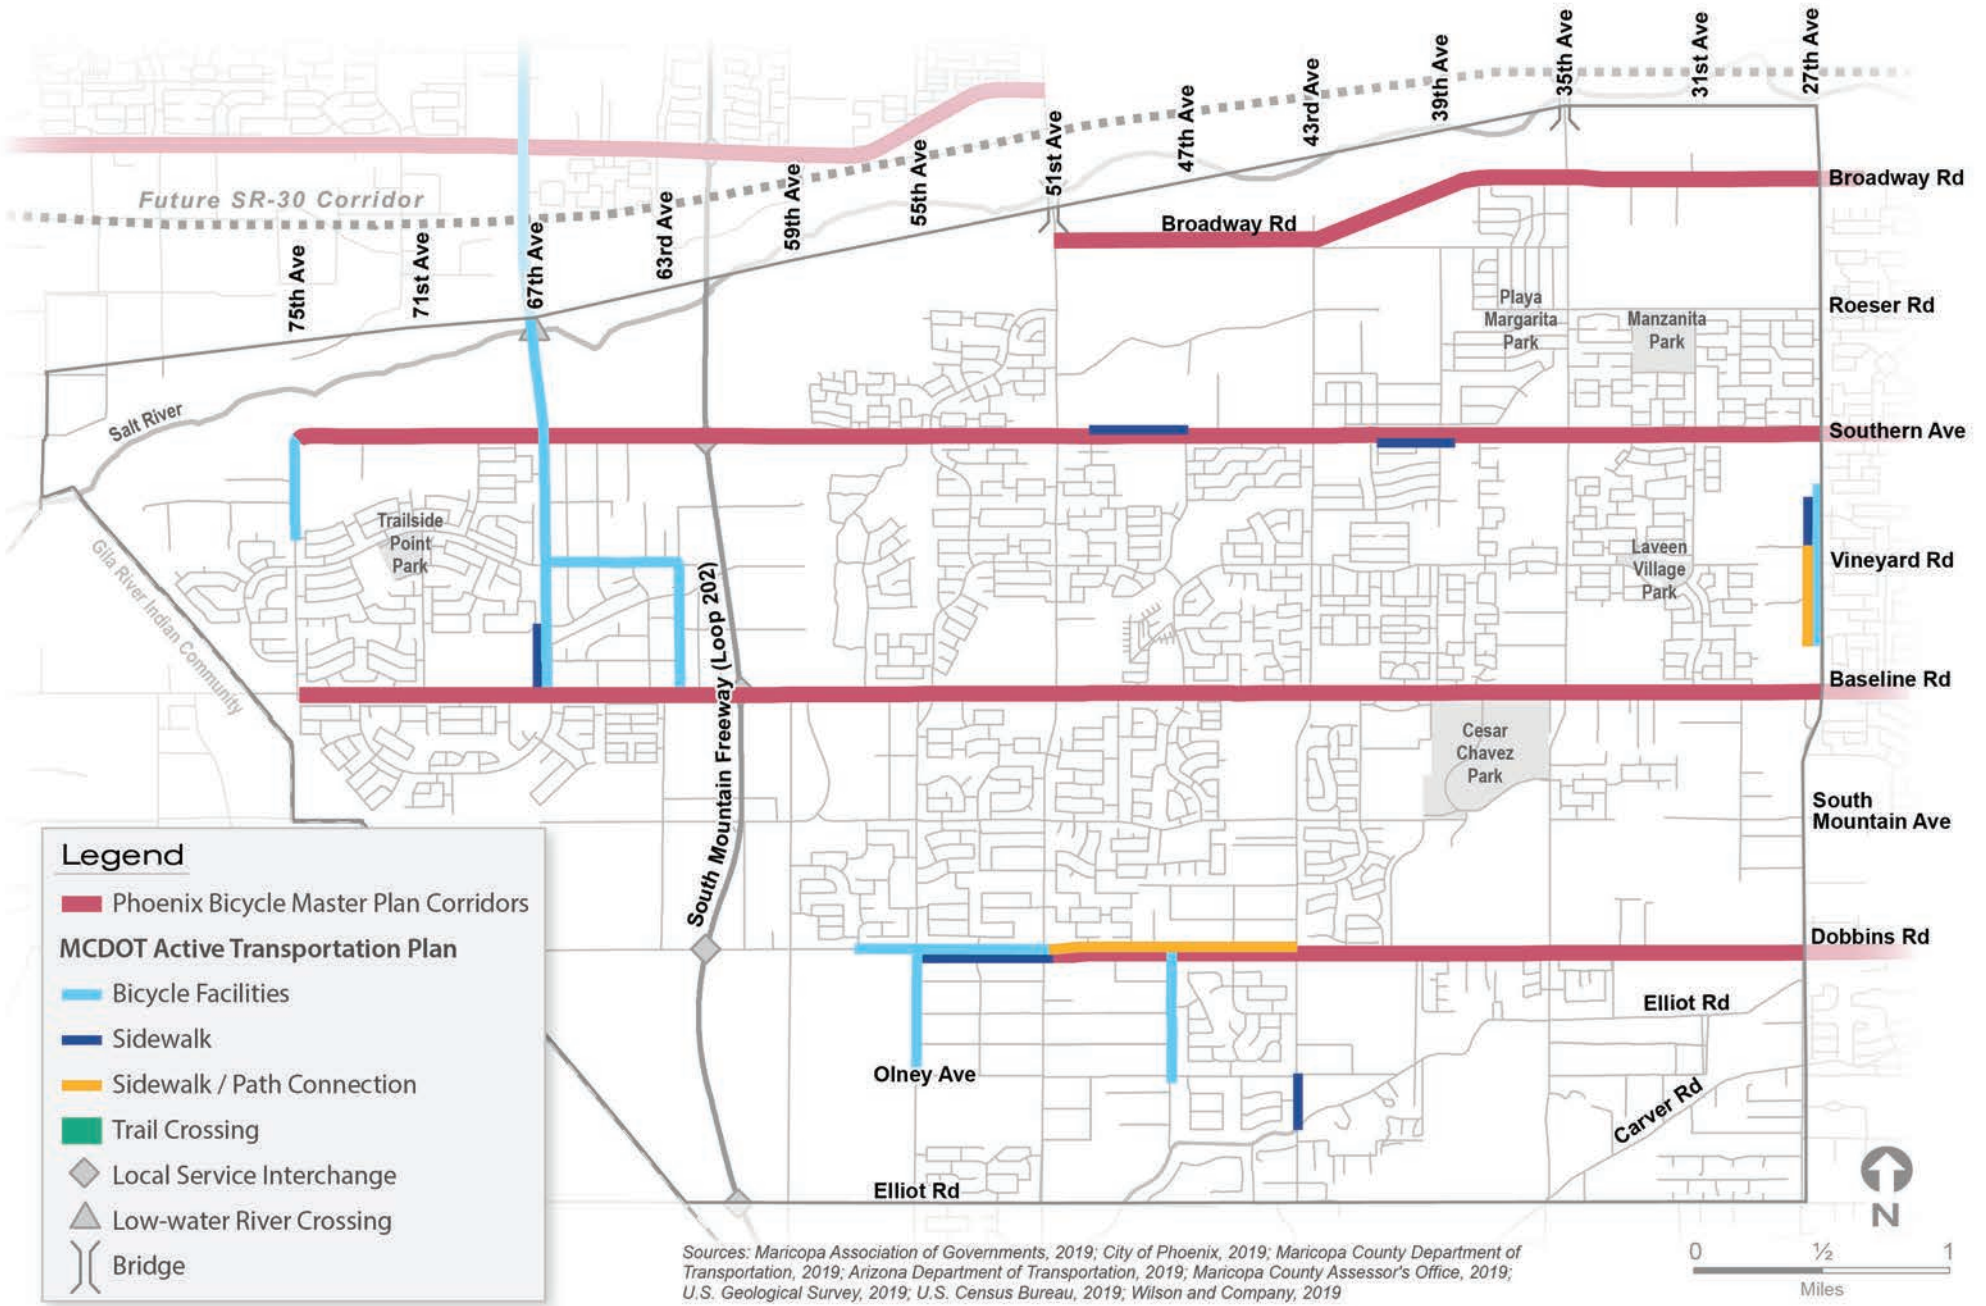 75th Ave
71st Ave
67th Ave
63rd Ave
59th Ave
55th Ave
51st Ave
47th Ave
43rd Ave
39th Ave
35th Ave
31st Ave
27th Ave
Future SR-30 Corridor
Broadway Rd
Broadway Rd
Roeser Rd
Playa
Margarita
Park
Manzanita
Park
Salt River
Southern Ave
Trailside
Point
Park
Laveen
Village
Park
Vineyard Rd
Gila River Indian Community
South Mountain Freeway (Loop 202)
Baseline Rd
Cesar
Chavez
Park
South
Mountain Ave
Dobbins Rd
Elliot Rd
Olney Ave
Carver Rd
Elliot Rd
Legend
Phoenix Bicycle Master Plan Corridors
MCDOT Active Transportation Plan
Bicycle Facilities
Sidewalk
Sidewalk / Path Connection
Trail Crossing
Local Service Interchange
Low-water River Crossing
Bridge
N
0 ½ 1
Miles
Sources: Maricopa Association of Governments, 2019; City of Phoenix, 2019; Maricopa County Department of
Transportation, 2019; Arizona Department of Transportation, 2019; Maricopa County Assessor's Office, 2019;
U.S. Geological Survey, 2019; U.S. Census Bureau, 2019; Wilson and Company, 2019